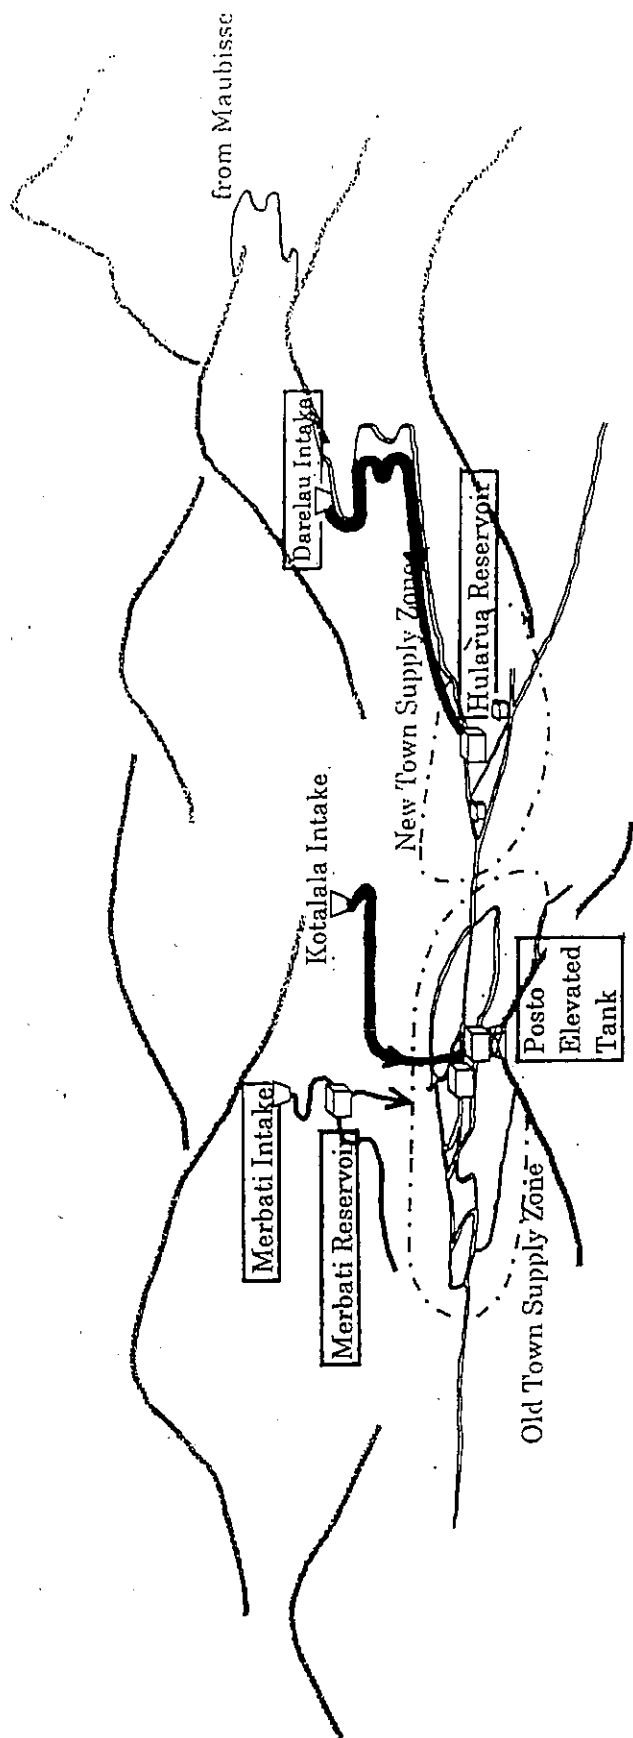 from Maubisse
Darelau Intake
Hularua Reservoir
New Town Supply Zone
Kotalala Intake
Merbati Intake
Merbati Reservoir
Posto
Elevated
Tank
Old Town Supply Zone